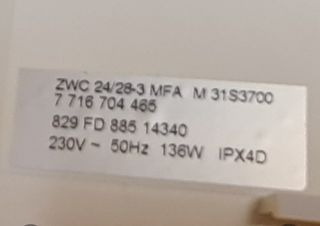 ZWC 24/28-3 MFA M 31S3700
7 716 704 465
829 FD 885 14340
230V ~ 50Hz 136W IPX4D